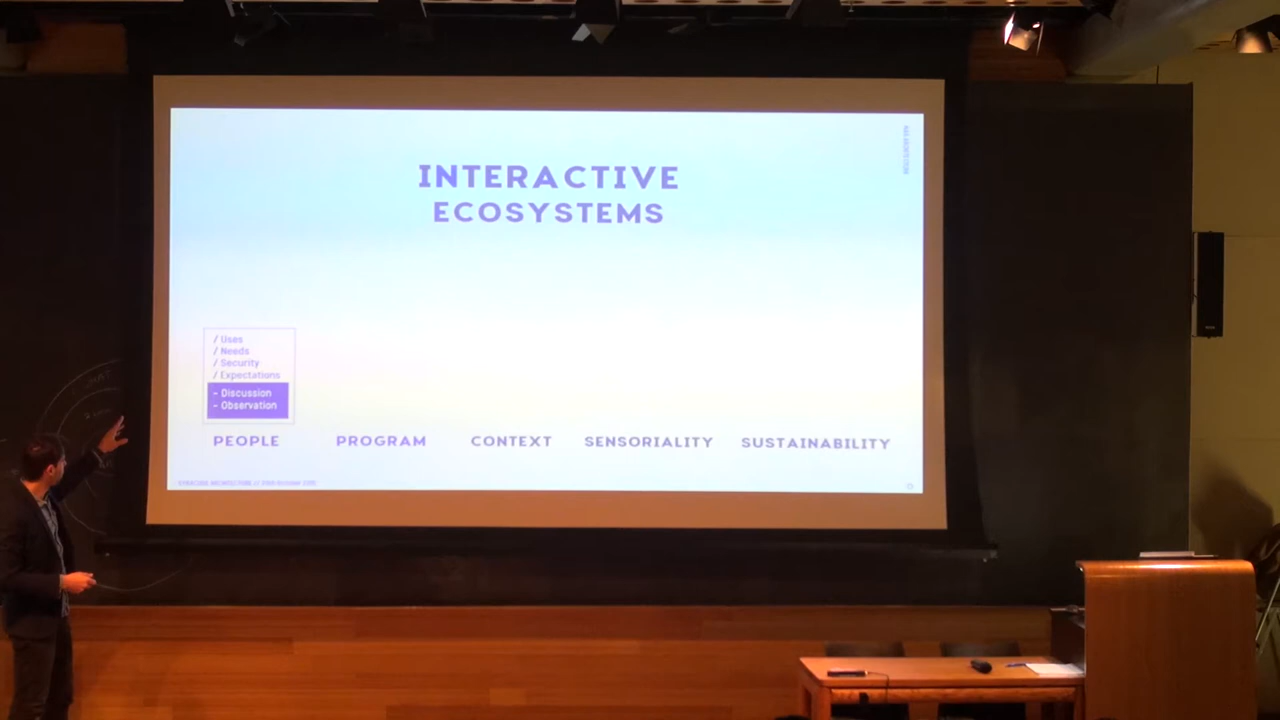 INTERACTIVE
ECOSYSTEMS
/ Uses
/ Needs
/ Security
/ Expectations
- Discussion
- Observation
PEOPLE PROGRAM CONTEXT SENSORIALITY SUSTAINABILITY